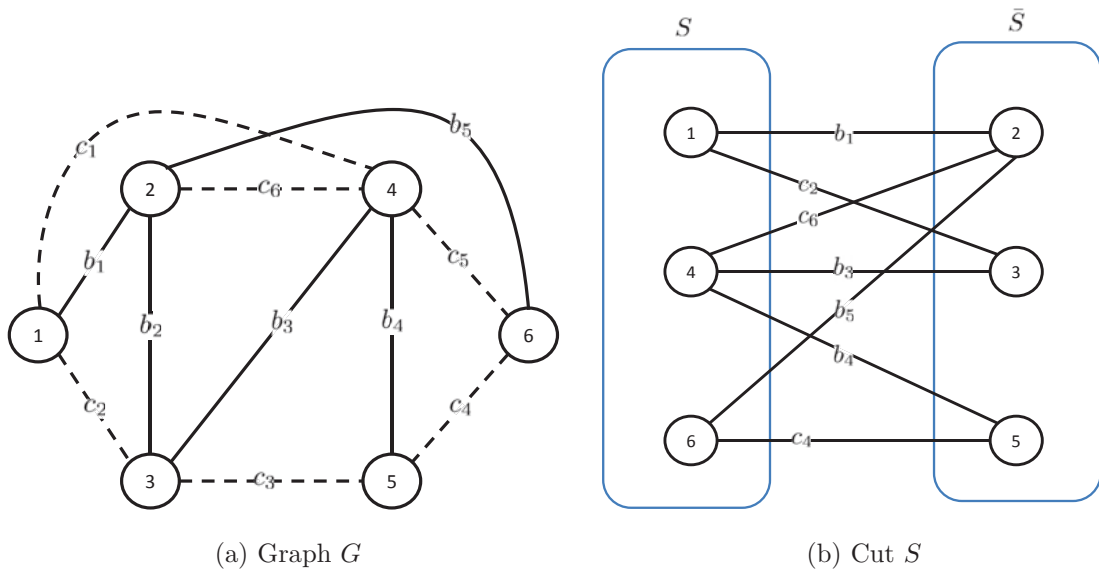 S
S̄
c₁
b₅
2
c₆
4
b₁
c₅
b₂
b₃
b₄
1
6
c₂
c₄
3
c₃
5
1
b₁
2
c₂
c₆
4
b₃
3
b₅
b₄
6
c₄
5
(a) Graph G
(b) Cut S